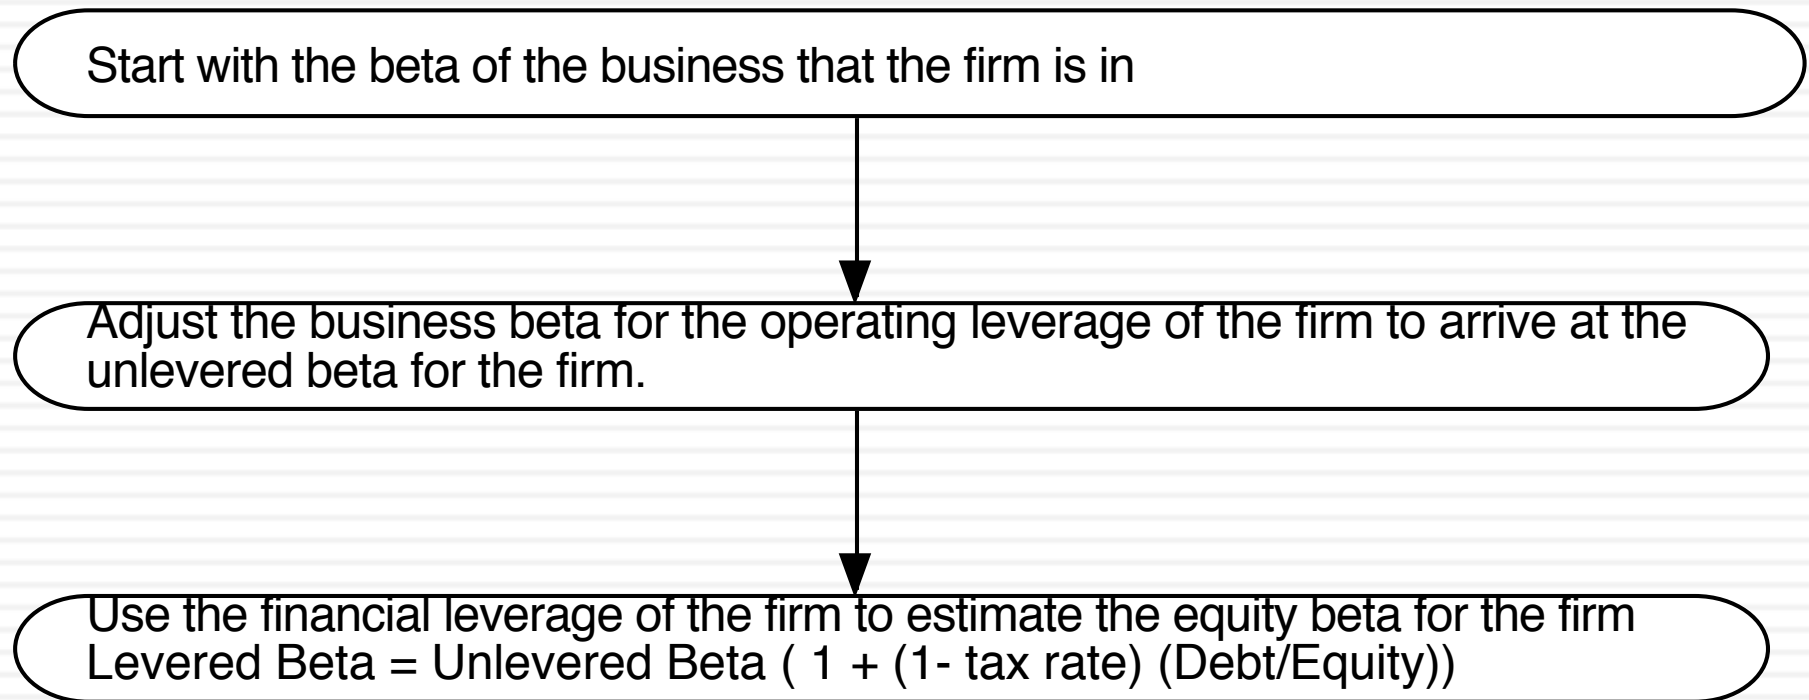 Start with the beta of the business that the firm is in
Adjust the business beta for the operating leverage of the firm to arrive at the
unlevered beta for the firm.
Use the financial leverage of the firm to estimate the equity beta for the firm
Levered Beta = Unlevered Beta ( 1 + (1- tax rate) (Debt/Equity))